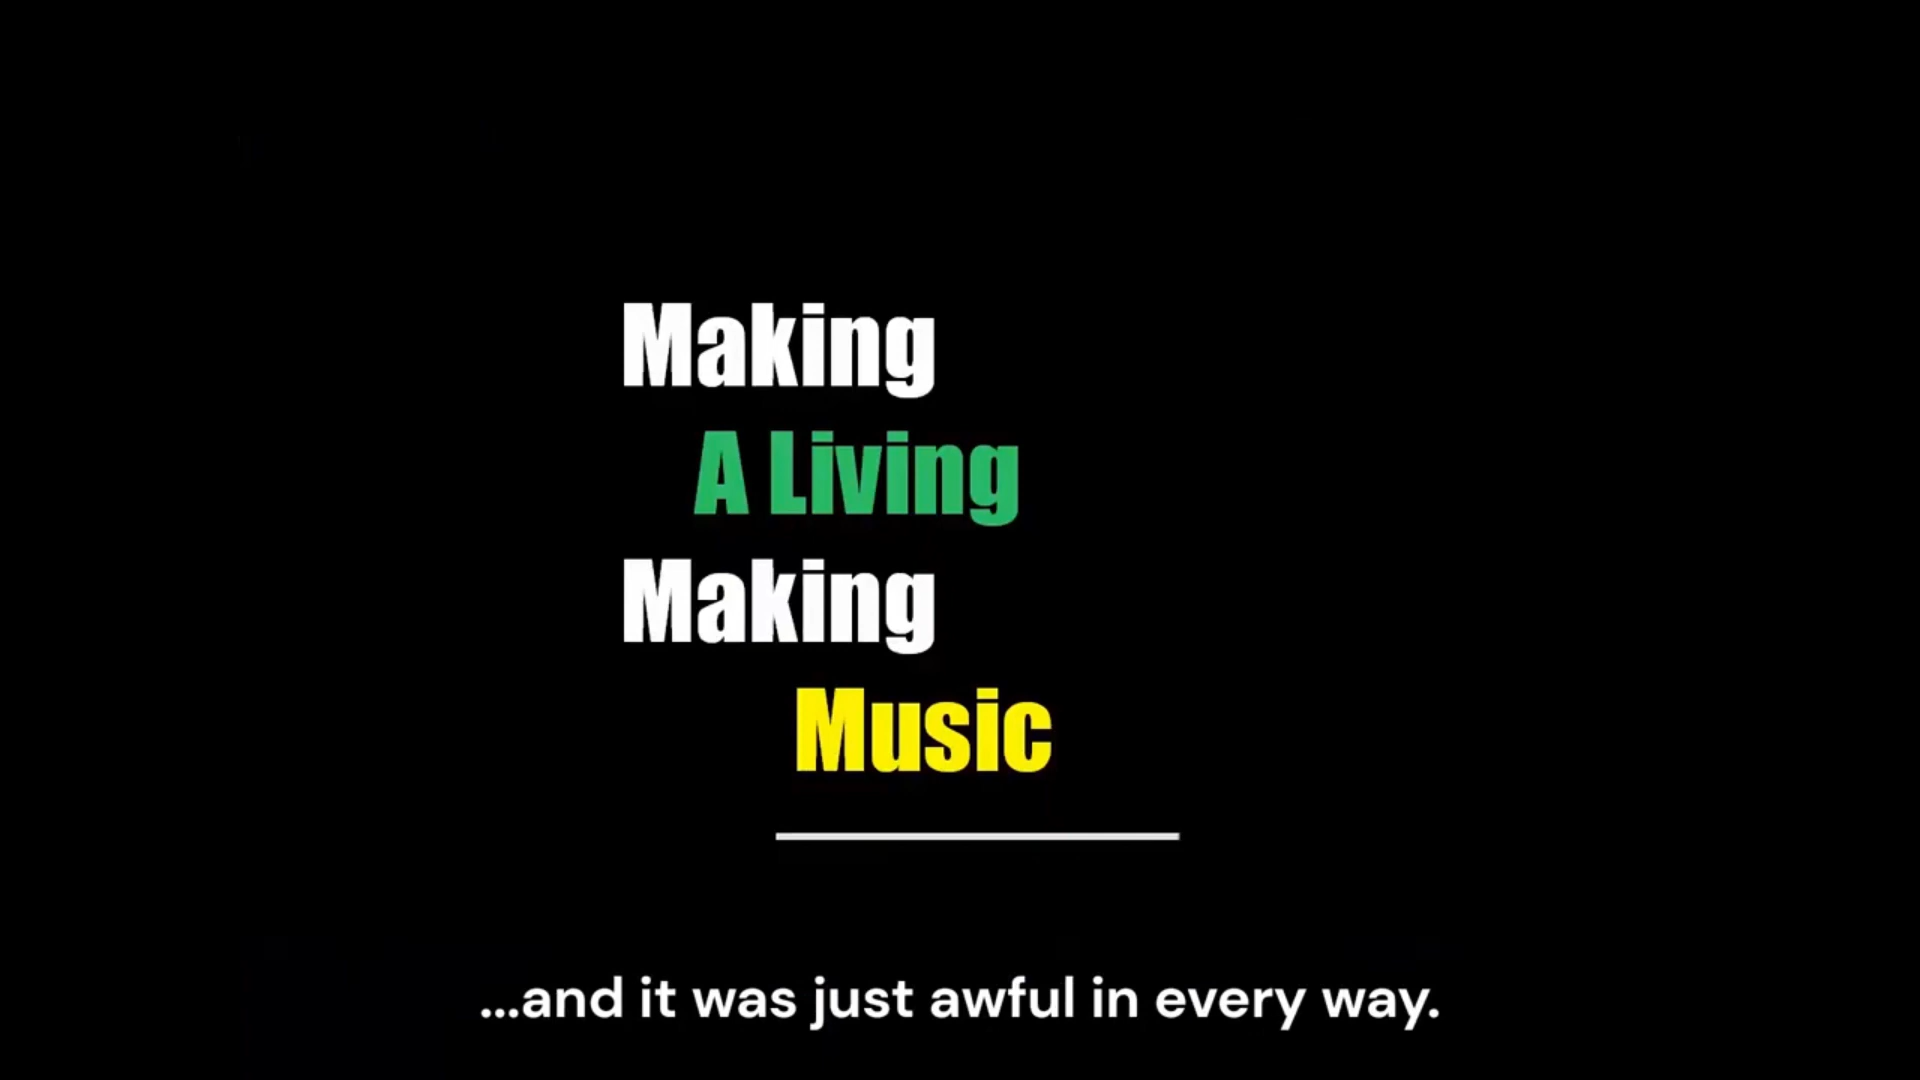 Making
A Living
Making
Music
...and it was just awful in every way.